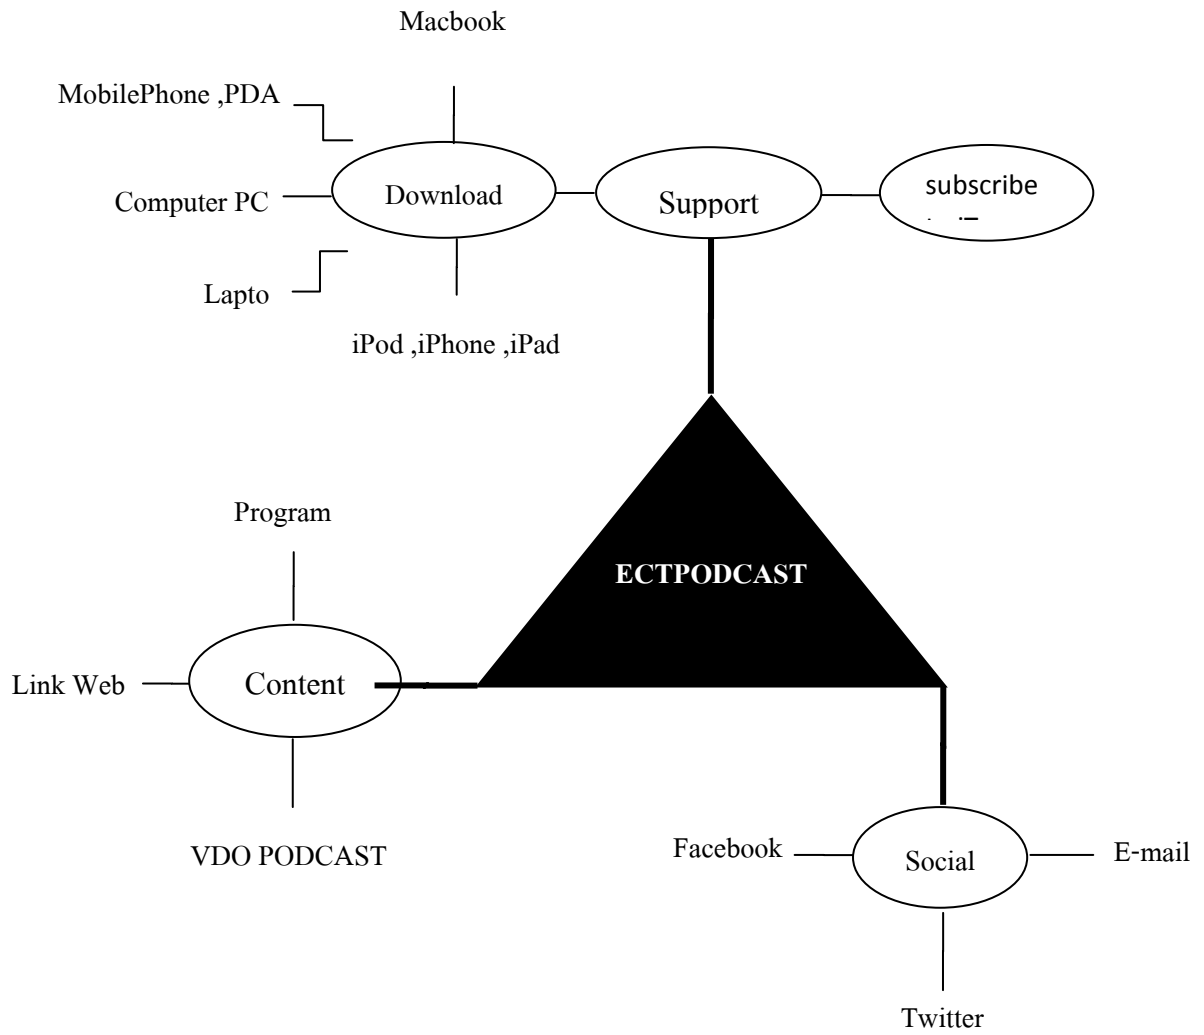 Macbook
MobilePhone ,PDA
Download
Support
subscribe
Computer PC
Lapto
iPod ,iPhone ,iPad
Program
ECTPODCAST
Link Web
Content
VDO PODCAST
Facebook
Social
E-mail
Twitter